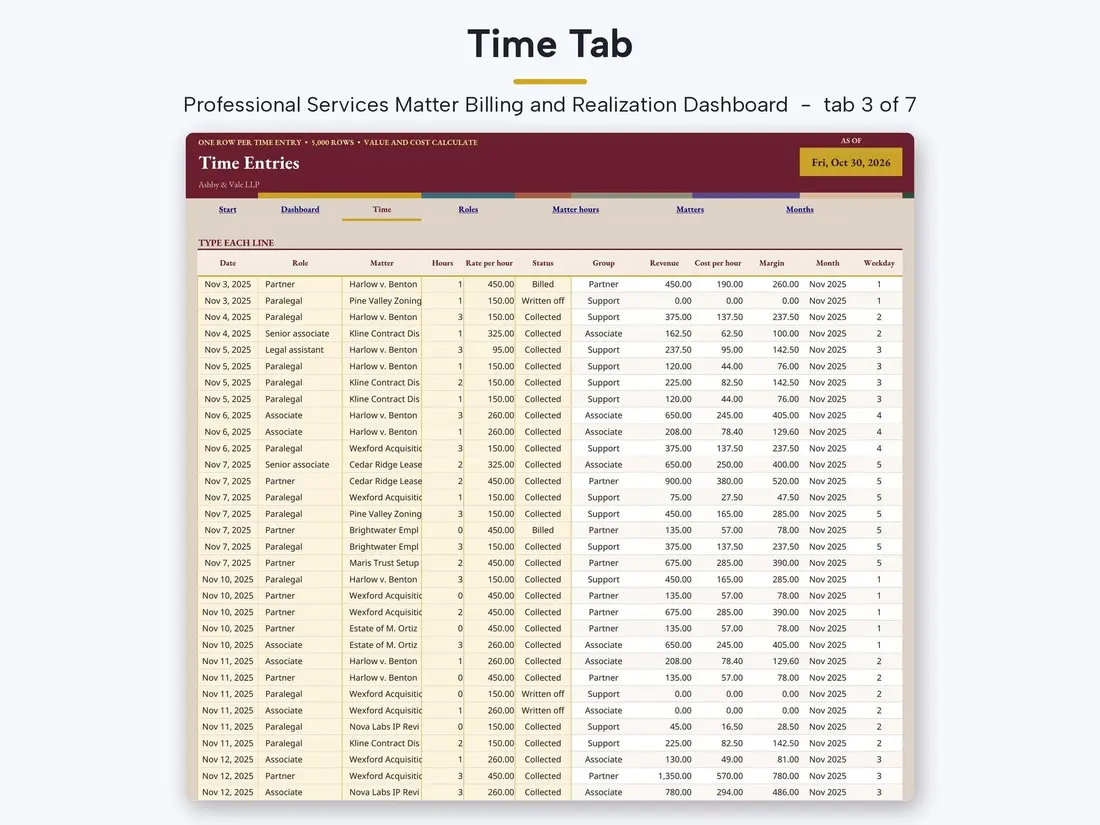 Time Tab
Professional Services Matter Billing and Realization Dashboard - tab 3 of 7
ONE ROW PER TIME ENTRY • 5,000 ROWS • VALUE AND COST CALCULATE
AS OF
Time Entries
Fri, Oct 30, 2026
Ashby & Vale LLP
Start Dashboard Time Roles Matter hours Matters Months
TYPE EACH LINE
Date Role Matter Hours Rate per hour Status Group Revenue Cost per hour Margin Month Weekday
Nov 3, 2025 Partner Harlow v. Benton 1 450.00 Billed Partner 450.00 190.00 260.00 Nov 2025 1
Nov 3, 2025 Paralegal Pine Valley Zoning 1 150.00 Written off Support 0.00 0.00 0.00 Nov 2025 1
Nov 4, 2025 Paralegal Harlow v. Benton 3 150.00 Collected Support 375.00 137.50 237.50 Nov 2025 2
Nov 4, 2025 Senior associate Kline Contract Dis 1 325.00 Collected Associate 162.50 62.50 100.00 Nov 2025 2
Nov 5, 2025 Legal assistant Harlow v. Benton 3 95.00 Collected Support 237.50 95.00 142.50 Nov 2025 3
Nov 5, 2025 Paralegal Harlow v. Benton 1 150.00 Collected Support 120.00 44.00 76.00 Nov 2025 3
Nov 5, 2025 Paralegal Kline Contract Dis 2 150.00 Collected Support 225.00 82.50 142.50 Nov 2025 3
Nov 5, 2025 Paralegal Kline Contract Dis 1 150.00 Collected Support 120.00 44.00 76.00 Nov 2025 3
Nov 6, 2025 Associate Harlow v. Benton 3 260.00 Collected Associate 650.00 245.00 405.00 Nov 2025 4
Nov 6, 2025 Associate Harlow v. Benton 1 260.00 Collected Associate 208.00 78.40 129.60 Nov 2025 4
Nov 6, 2025 Paralegal Wexford Acquisitic 3 150.00 Collected Support 375.00 137.50 237.50 Nov 2025 4
Nov 7, 2025 Senior associate Cedar Ridge Lease 2 325.00 Collected Associate 650.00 250.00 400.00 Nov 2025 5
Nov 7, 2025 Partner Cedar Ridge Lease 2 450.00 Collected Partner 900.00 380.00 520.00 Nov 2025 5
Nov 7, 2025 Paralegal Wexford Acquisitic 1 150.00 Collected Support 75.00 27.50 47.50 Nov 2025 5
Nov 7, 2025 Paralegal Pine Valley Zoning 3 150.00 Collected Support 450.00 165.00 285.00 Nov 2025 5
Nov 7, 2025 Partner Brightwater Empl 0 450.00 Billed Partner 135.00 57.00 78.00 Nov 2025 5
Nov 7, 2025 Paralegal Brightwater Empl 3 150.00 Collected Support 375.00 137.50 237.50 Nov 2025 5
Nov 7, 2025 Partner Maris Trust Setup 2 450.00 Collected Partner 675.00 285.00 390.00 Nov 2025 5
Nov 10, 2025 Paralegal Harlow v. Benton 3 150.00 Collected Support 450.00 165.00 285.00 Nov 2025 1
Nov 10, 2025 Partner Wexford Acquisitic 0 450.00 Collected Partner 135.00 57.00 78.00 Nov 2025 1
Nov 10, 2025 Partner Wexford Acquisitic 2 450.00 Collected Partner 675.00 285.00 390.00 Nov 2025 1
Nov 10, 2025 Partner Estate of M. Ortiz 0 450.00 Collected Partner 135.00 57.00 78.00 Nov 2025 1
Nov 10, 2025 Associate Estate of M. Ortiz 3 260.00 Collected Associate 650.00 245.00 405.00 Nov 2025 1
Nov 11, 2025 Associate Harlow v. Benton 1 260.00 Collected Associate 208.00 78.40 129.60 Nov 2025 2
Nov 11, 2025 Partner Harlow v. Benton 0 450.00 Collected Partner 135.00 57.00 78.00 Nov 2025 2
Nov 11, 2025 Paralegal Wexford Acquisitic 0 150.00 Written off Support 0.00 0.00 0.00 Nov 2025 2
Nov 11, 2025 Associate Wexford Acquisitic 1 260.00 Written off Associate 0.00 0.00 0.00 Nov 2025 2
Nov 11, 2025 Paralegal Nova Labs IP Revi 0 150.00 Collected Support 45.00 16.50 28.50 Nov 2025 2
Nov 11, 2025 Paralegal Kline Contract Dis 2 150.00 Collected Support 225.00 82.50 142.50 Nov 2025 2
Nov 12, 2025 Associate Wexford Acquisitic 1 260.00 Collected Associate 130.00 49.00 81.00 Nov 2025 3
Nov 12, 2025 Partner Wexford Acquisitic 3 450.00 Collected Partner 1,350.00 570.00 780.00 Nov 2025 3
Nov 12, 2025 Associate Nova Labs IP Revi 3 260.00 Collected Associate 780.00 294.00 486.00 Nov 2025 3